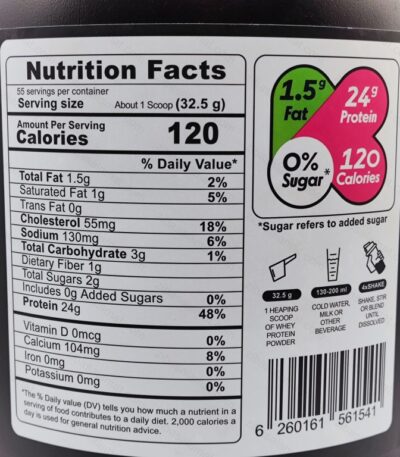 Nutrition Facts
55 servings per container
Serving size About 1 Scoop (32.5 g)
Amount Per Serving
Calories 120
% Daily Value*
Total Fat 1.5g 2%
Saturated Fat 1g 5%
Trans Fat 0g
Cholesterol 55mg 18%
Sodium 130mg 6%
Total Carbohydrate 3g 1%
Dietary Fiber 1g
Total Sugars 2g
Includes 0g Added Sugars 0%
Protein 24g 48%
Vitamin D 0mcg 0%
Calcium 104mg 8%
Iron 0mg 0%
Potassium 0mg 0%
*The % Daily Value (DV) tells you how much a nutrient in a
serving of food contributes to a daily diet. 2,000 calories a
day is used for general nutrition advice.
1.5g
Fat
24g
Protein
0%
Sugar*
120
Calories
*Sugar refers to added sugar
32.5 g
1 HEAPING
SCOOP
OF WHEY
PROTEIN
POWDER
130-200 ml
COLD WATER,
MILK OR
OTHER
BEVERAGE
4xSHAKE
SHAKE, STIR
OR BLEND
UNTIL
DISSOLVED
6 260161 561541